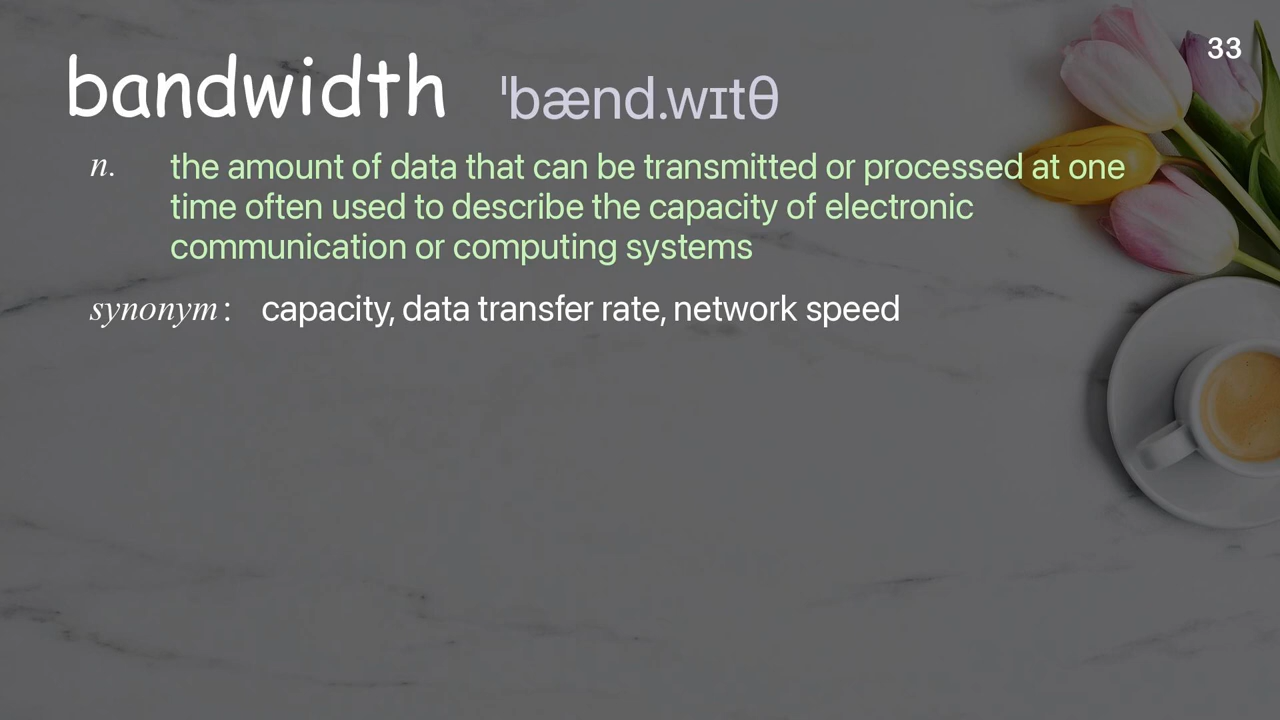 33
bandwidth ˈbænd.wɪtθ
n. the amount of data that can be transmitted or processed at one
time often used to describe the capacity of electronic
communication or computing systems
synonym: capacity, data transfer rate, network speed